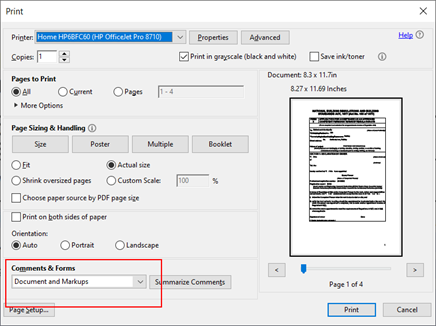 Print
Printer: Home HP6BFC60 (HP OfficeJet Pro 8710) Properties Advanced Help
Copies: 1 Print in grayscale (black and white) Save ink/toner
Pages to Print
All Current Pages 1 - 4
More Options
Page Sizing & Handling
Size Poster Multiple Booklet
Fit Actual size
Shrink oversized pages Custom Scale: 100 %
Choose paper source by PDF page size
Print on both sides of paper
Orientation:
Auto Portrait Landscape
Comments & Forms
Document and Markups Summarize Comments
Document: 8.3 x 11.7in
8.27 x 11.69 Inches
< >
Page 1 of 4
Page Setup... Print Cancel